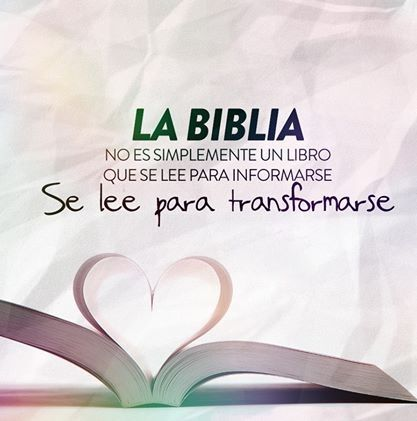 LA BIBLIA
NO ES SIMPLEMENTE UN LIBRO
QUE SE LEE PARA INFORMARSE
Se lee para transformarse